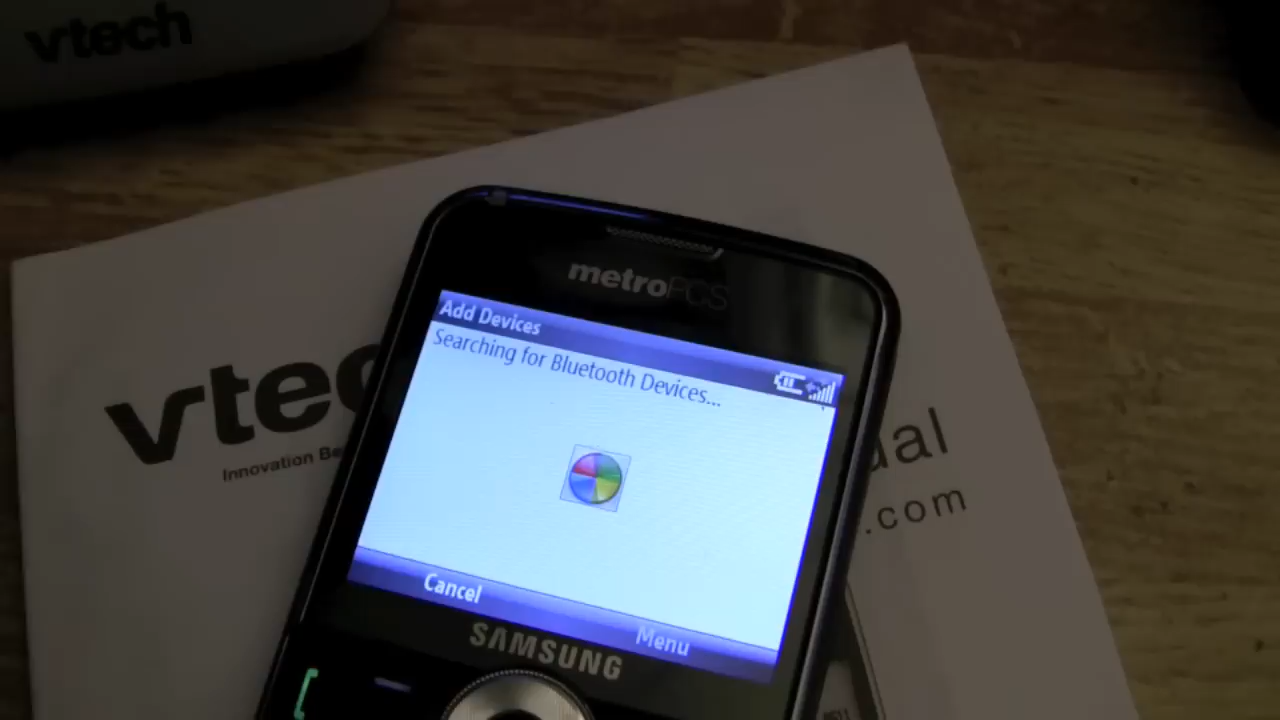 vtech
metroPCS
Add Devices
Searching for Bluetooth Devices...
vtec
Innovation Be
ual
.com
Cancel
Menu
SAMSUNG